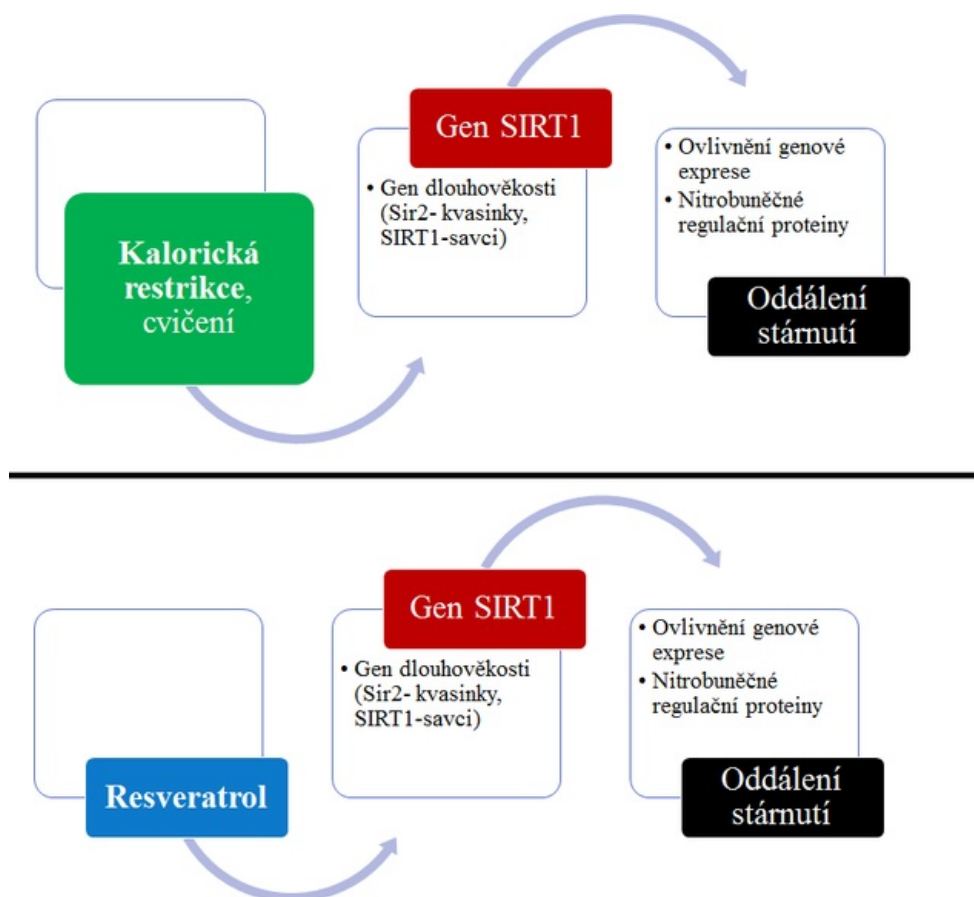 Gen SIRT1
Kalorická
restrikce,
cvičení
• Gen dlouhověkosti
(Sir2- kvasinky,
SIRT1-savci)
• Ovlivnění genové
exprese
• Nitrobuněčné
regulační proteiny
Oddálení
stárnutí
Gen SIRT1
Resveratrol
• Gen dlouhověkosti
(Sir2- kvasinky,
SIRT1-savci)
• Ovlivnění genové
exprese
• Nitrobuněčné
regulační proteiny
Oddálení
stárnutí